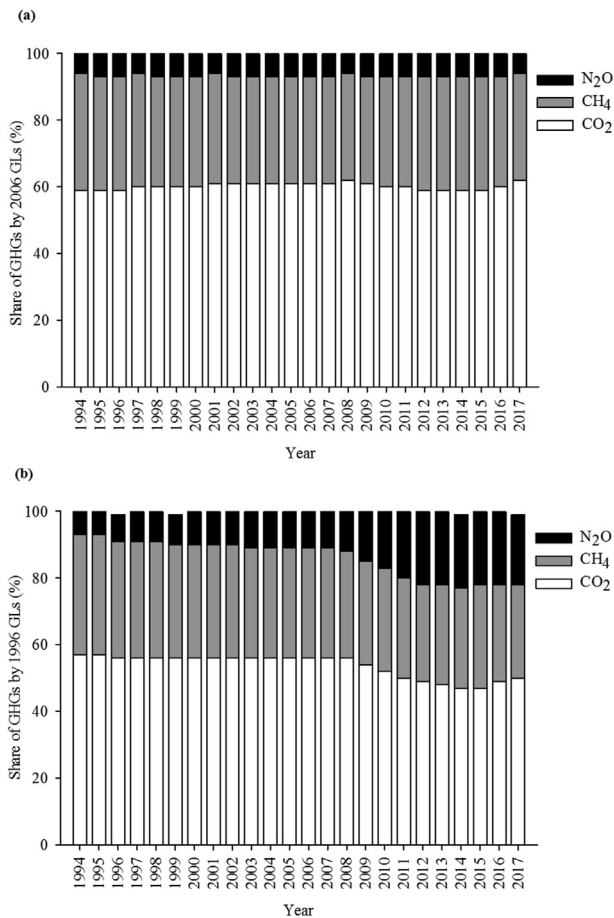 (a)
100
80
60
40
20
0
Share of GHGs by 2006 GLs (%)
N₂O
CH₄
CO₂
1994 1995 1996 1997 1998 1999 2000 2001 2002 2003 2004 2005 2006 2007 2008 2009 2010 2011 2012 2013 2014 2015 2016 2017
Year
(b)
100
80
60
40
20
0
Share of GHGs by 1996 GLs (%)
N₂O
CH₄
CO₂
1994 1995 1996 1997 1998 1999 2000 2001 2002 2003 2004 2005 2006 2007 2008 2009 2010 2011 2012 2013 2014 2015 2016 2017
Year